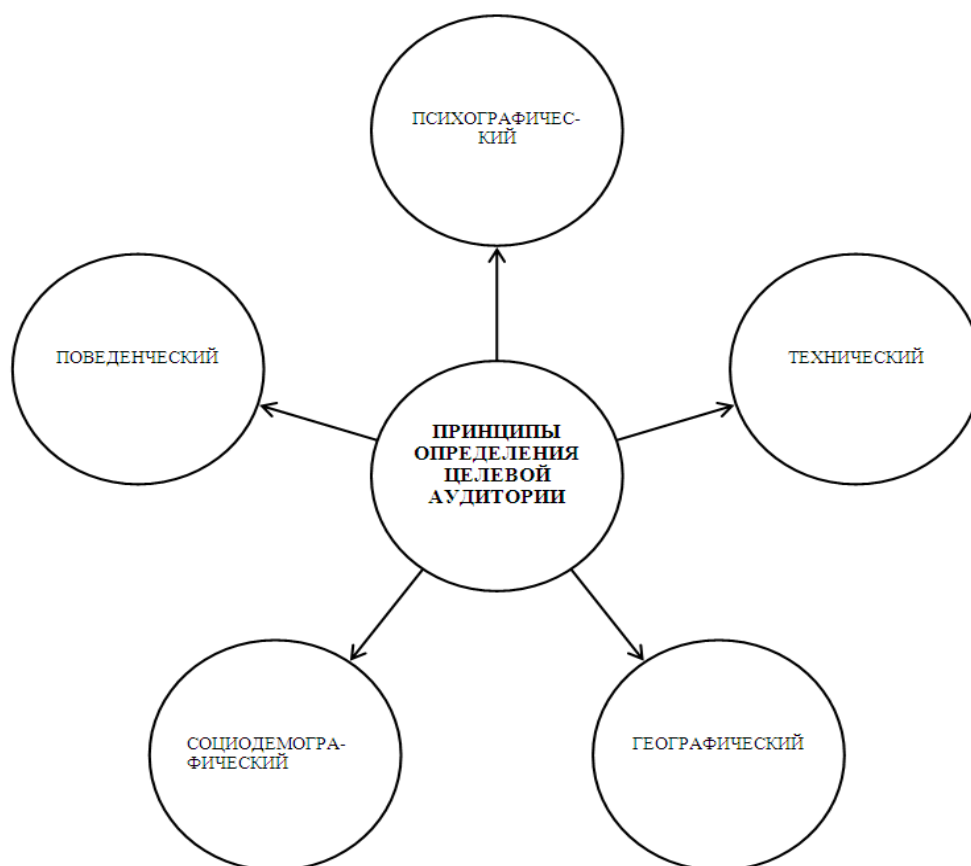 ПСИХОГРАФИЧЕС-
КИЙ
ПОВЕДЕНЧЕСКИЙ
ТЕХНИЧЕСКИЙ
ПРИНЦИПЫ
ОПРЕДЕЛЕНИЯ
ЦЕЛЕВОЙ
АУДИТОРИИ
СОЦИОДЕМОГРА-
ФИЧЕСКИЙ
ГЕОГРАФИЧЕСКИЙ